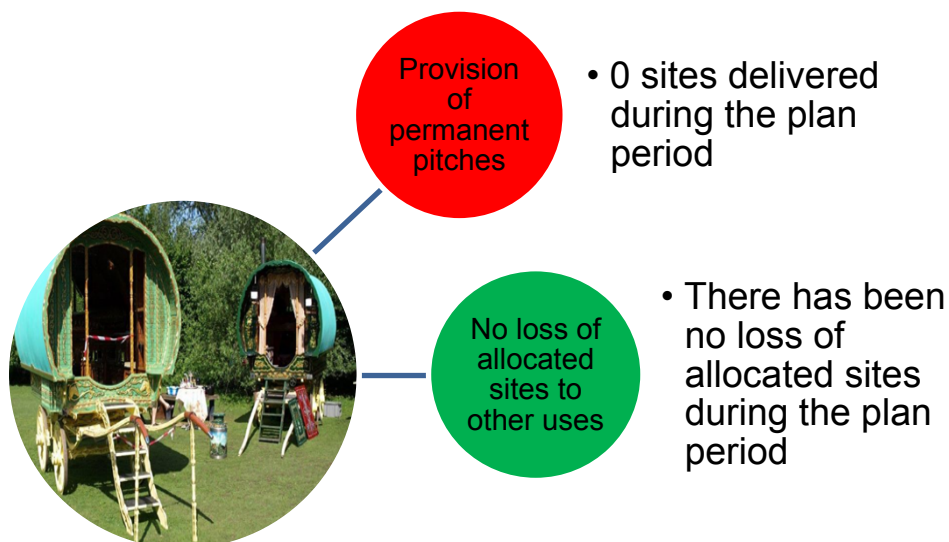 Provision
of
permanent
pitches
• 0 sites delivered
during the plan
period
No loss of
allocated
sites to
other uses
• There has been
no loss of
allocated sites
during the plan
period